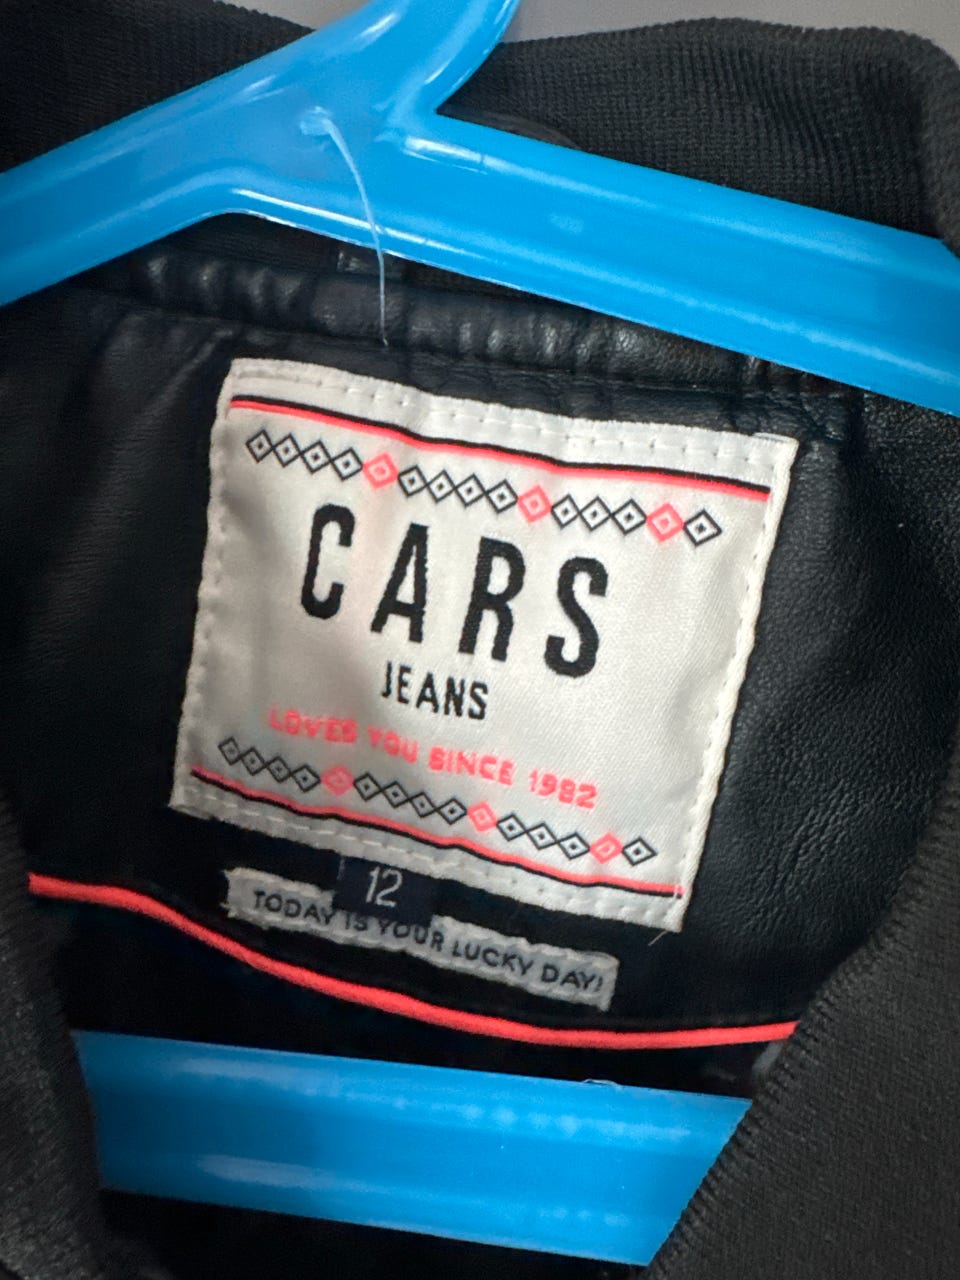 CARS
JEANS
LOVES YOU SINCE 1982
12
TODAY IS YOUR LUCKY DAY!